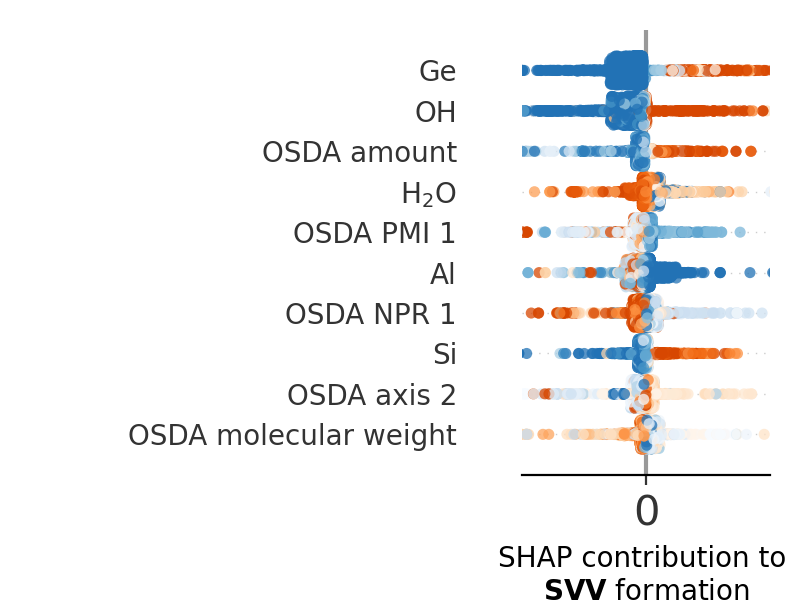 Ge
OH
OSDA amount
H₂O
OSDA PMI 1
Al
OSDA NPR 1
Si
OSDA axis 2
OSDA molecular weight
0
SHAP contribution to
SVV formation